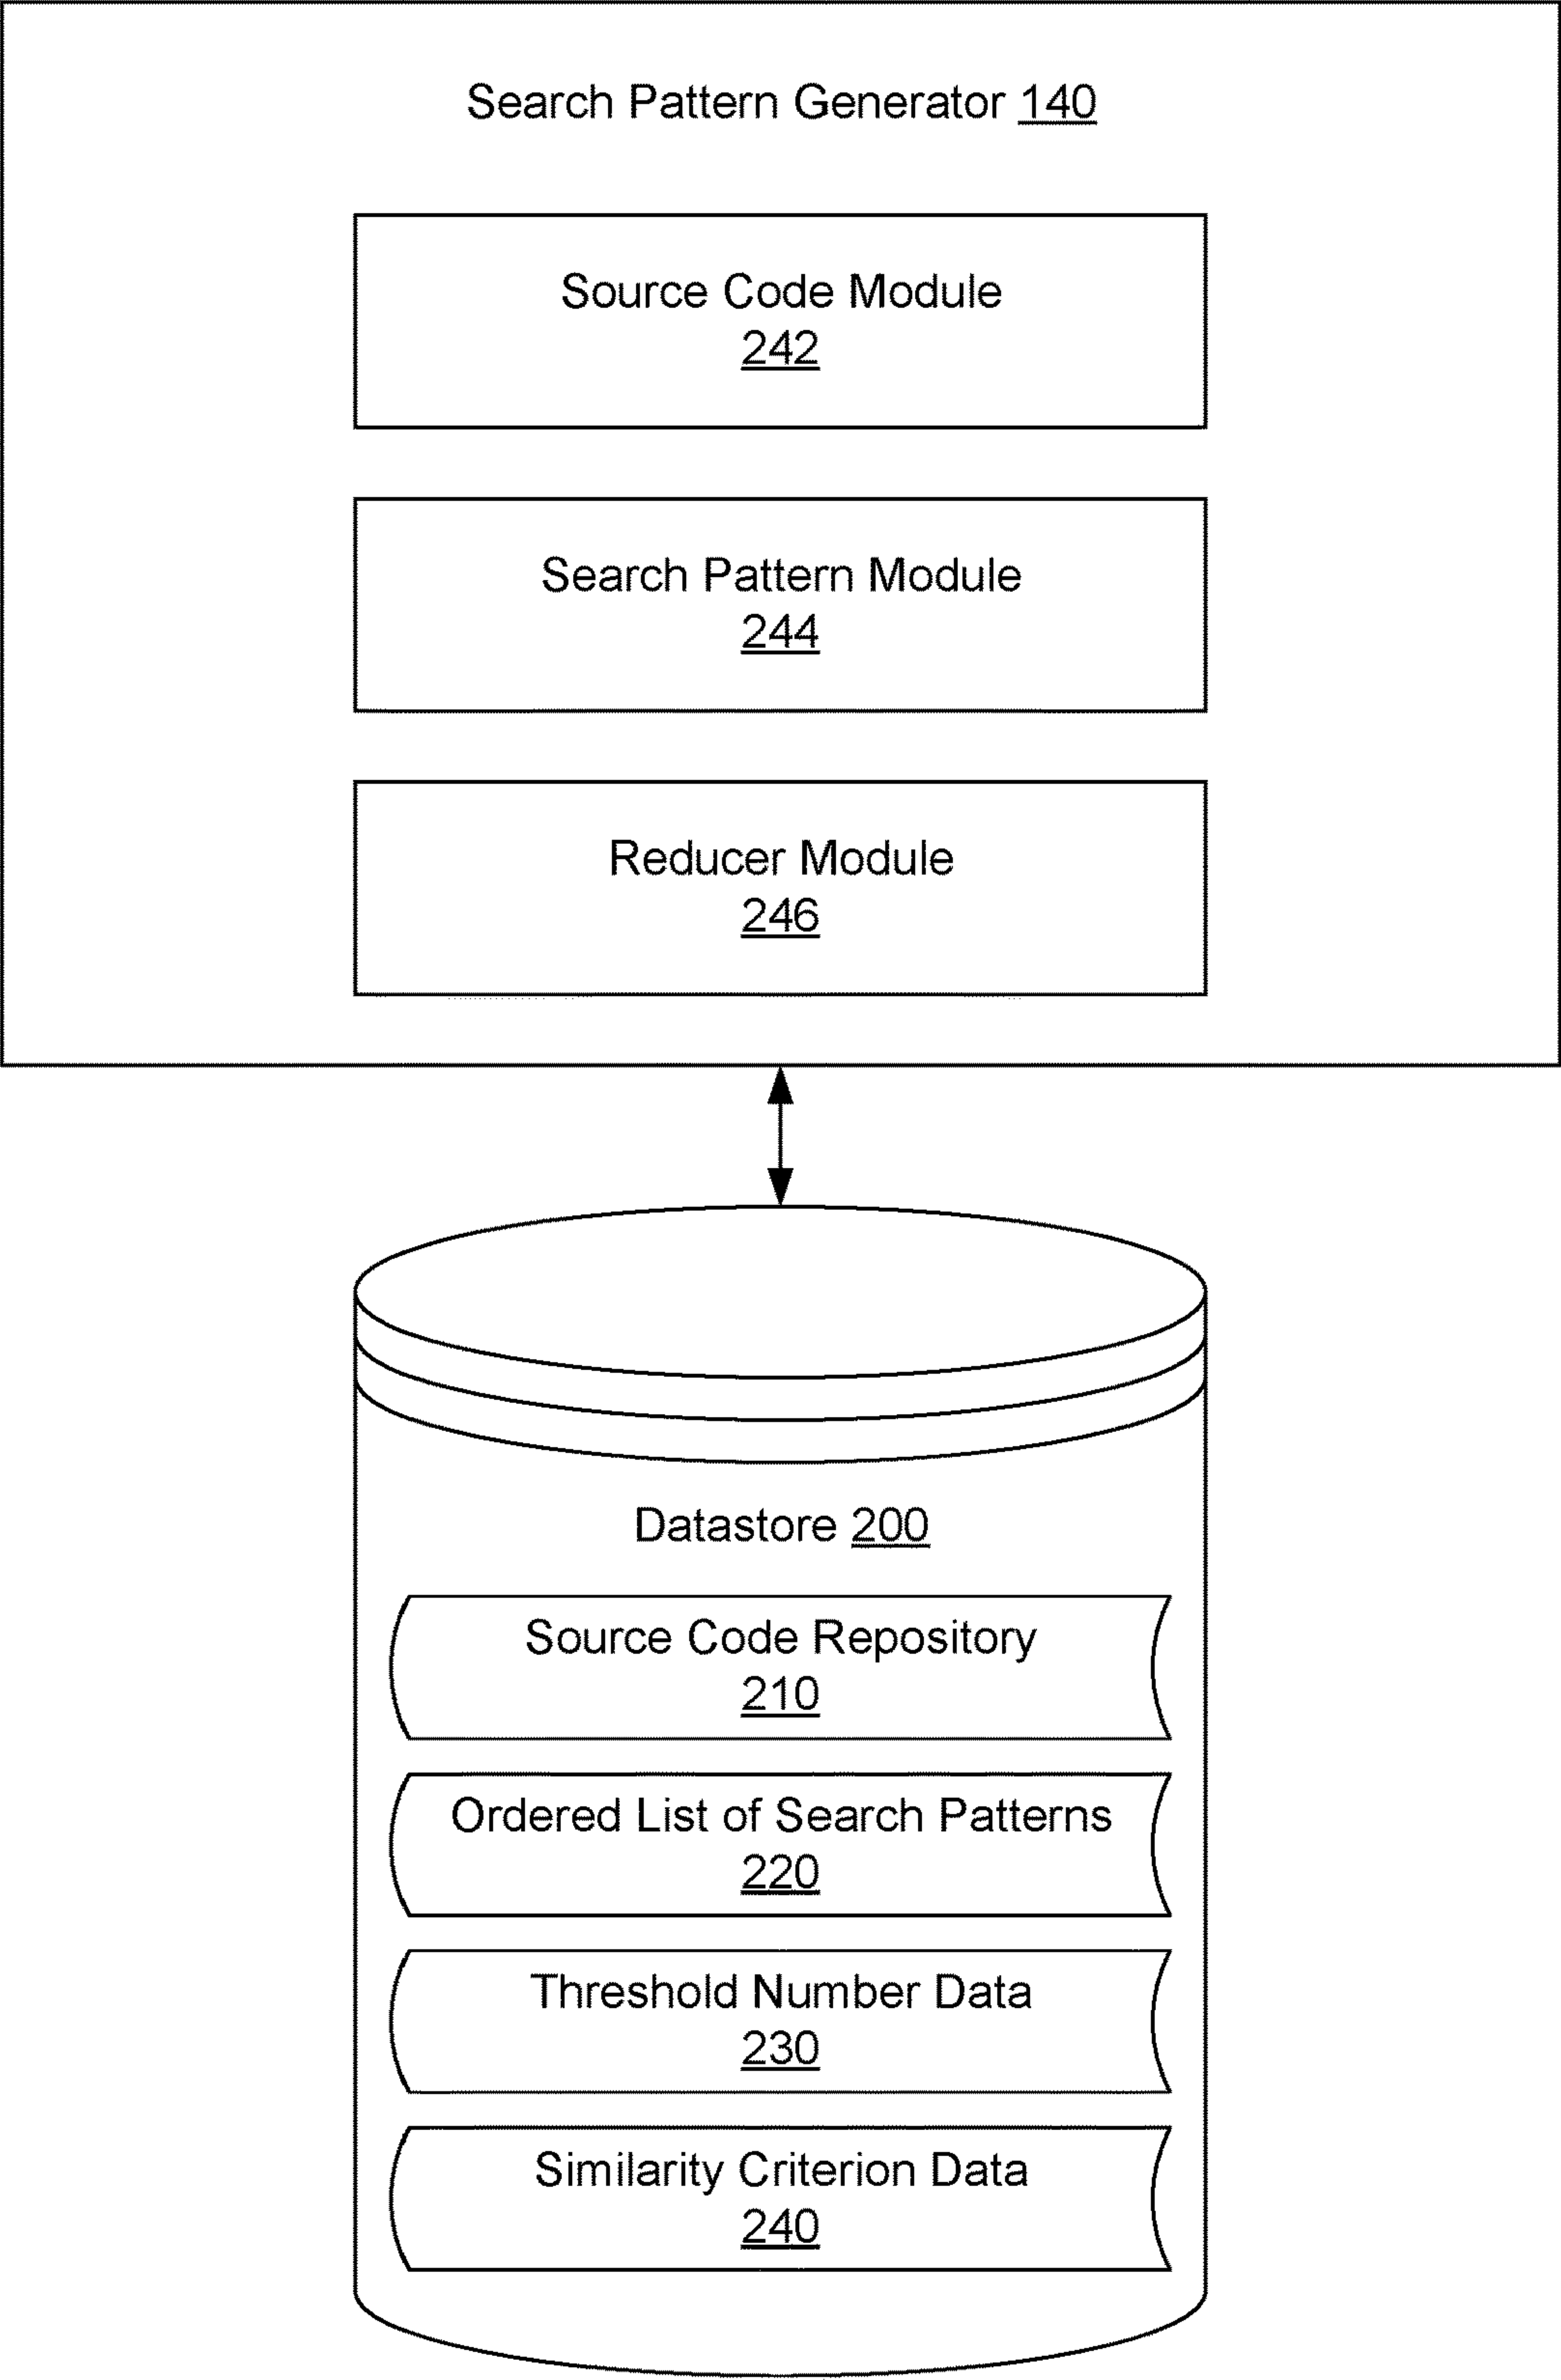 Search Pattern Generator 140
Source Code Module
242
Search Pattern Module
244
Reducer Module
246
Datastore 200
Source Code Repository
210
Ordered List of Search Patterns
220
Threshold Number Data
230
Similarity Criterion Data
240